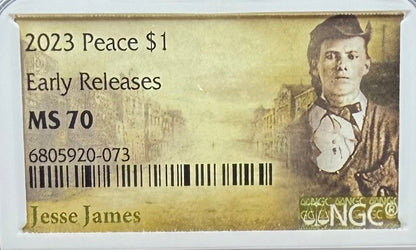 2023 Peace $1
Early Releases
MS 70
6805920-073
Jesse James
NGC®